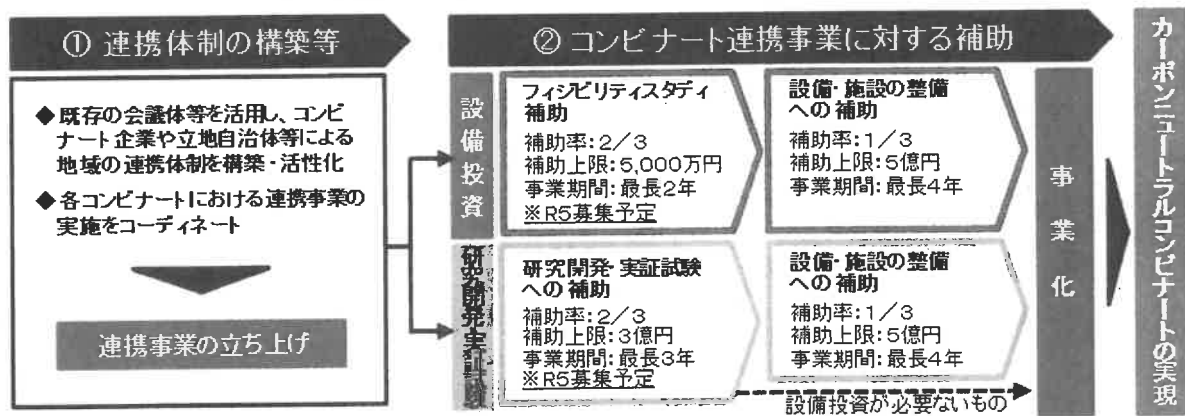 ① 連携体制の構築等
◆既存の会議体等を活用し、コンビ
ナート企業や立地自治体等による
地域の連携体制を構築・活性化
◆各コンビナートにおける連携事業の
実施をコーディネート
連携事業の立ち上げ
② コンビナート連携事業に対する補助
設備投資
フィジビリティスタディ
補助
補助率：2／3
補助上限：5,000万円
事業期間：最長2年
※R5募集予定
設備・施設の整備
への補助
補助率：1／3
補助上限：5億円
事業期間：最長4年
研究開発・実証試験
研究開発・実証試験
への補助
補助率：2／3
補助上限：3億円
事業期間：最長3年
※R5募集予定
設備・施設の整備
への補助
補助率：1／3
補助上限：5億円
事業期間：最長4年
設備投資が必要ないもの
事業化
カーボンニュートラルコンビナートの実現